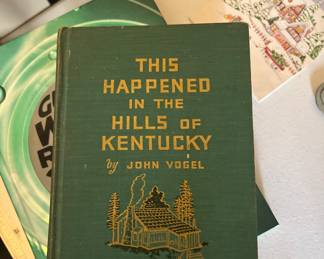 THIS
HAPPENED
IN THE
HILLS OF
KENTUCKY
by JOHN VOGEL